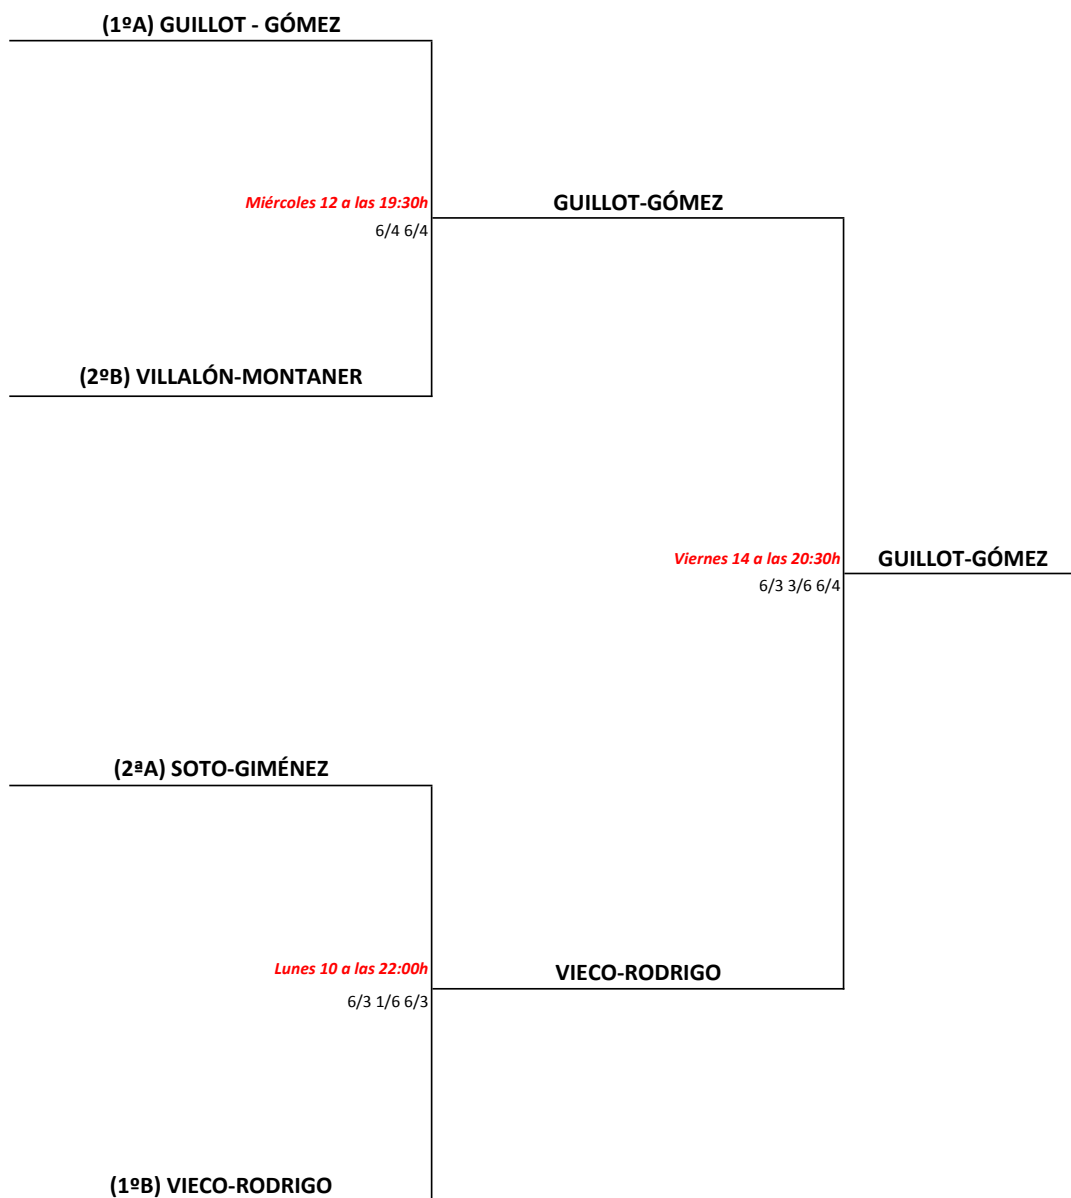 (1ºA) GUILLOT - GÓMEZ
Miércoles 12 a las 19:30h
GUILLOT-GÓMEZ
6/4 6/4
(2ºB) VILLALÓN-MONTANER
Viernes 14 a las 20:30h
GUILLOT-GÓMEZ
6/3 3/6 6/4
(2ªA) SOTO-GIMÉNEZ
Lunes 10 a las 22:00h
VIECO-RODRIGO
6/3 1/6 6/3
(1ºB) VIECO-RODRIGO